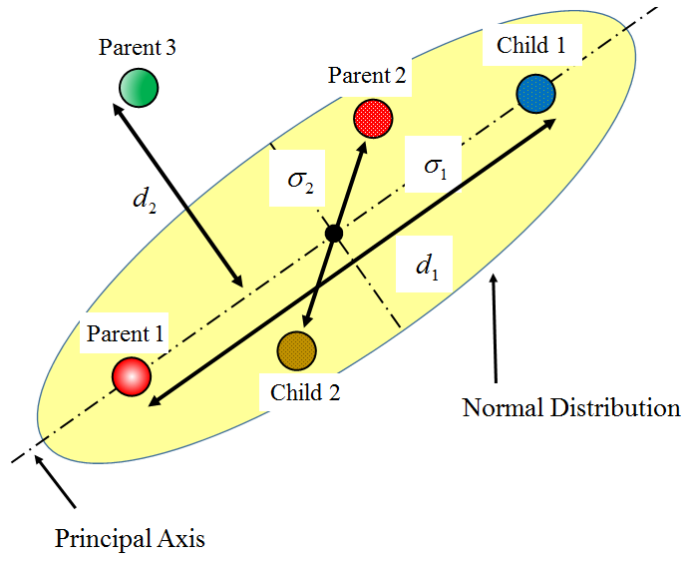 Parent 3
Child 1
Parent 2
σ₂
σ₁
d₂
d₁
Parent 1
Child 2
Normal Distribution
Principal Axis